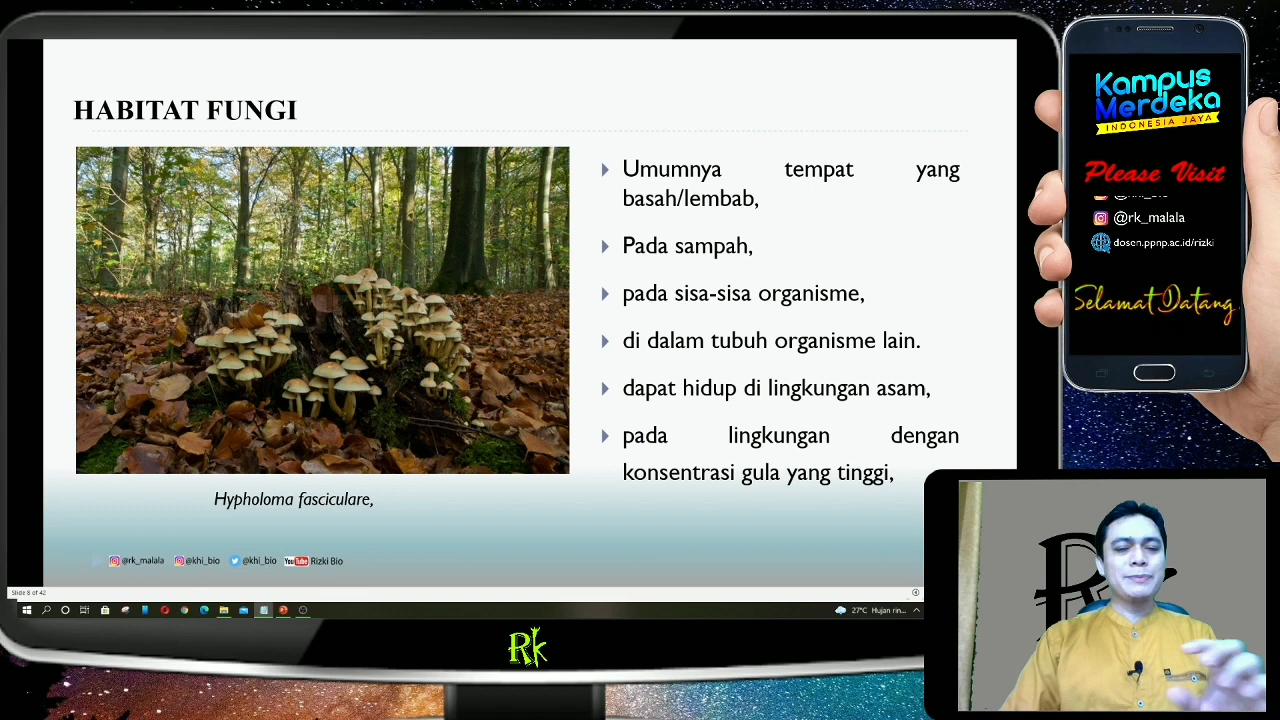 HABITAT FUNGI
Umumnya tempat yang
basah/lembab,
Pada sampah,
pada sisa-sisa organisme,
di dalam tubuh organisme lain.
dapat hidup di lingkungan asam,
pada lingkungan dengan
konsentrasi gula yang tinggi,
Hypholoma fasciculare,
@rk_malala @khi_bio @khi_bio YouTube Rizki Bio
Slide 8 of 42
27°C Hujan rin...
Rk
Kampus
Merdeka
INDONESIA JAYA
Please Visit
@rk_malala
dosen.ppnp.ac.id/rizki
Selamat Datang